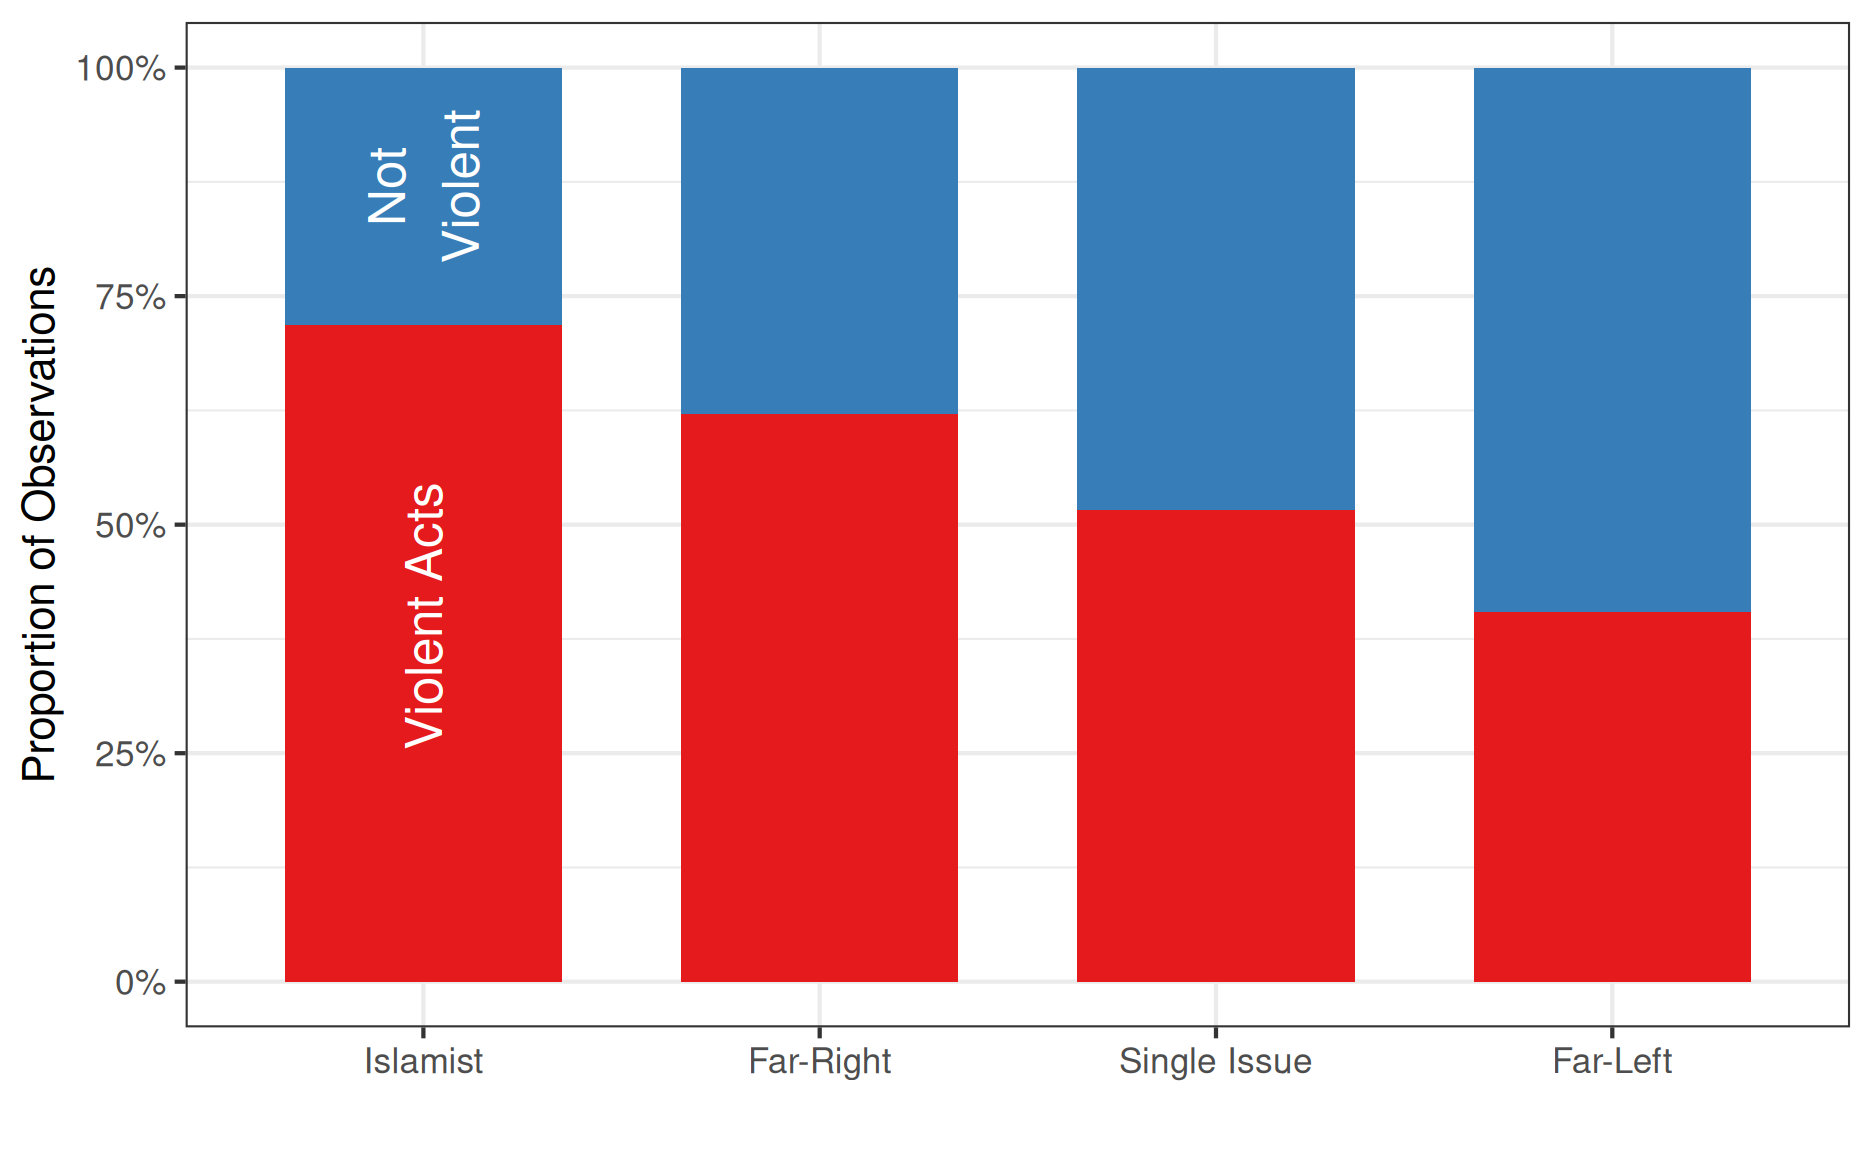 Proportion of Observations
100%
75%
50%
25%
0%
Not
Violent
Violent Acts
Islamist
Far-Right
Single Issue
Far-Left